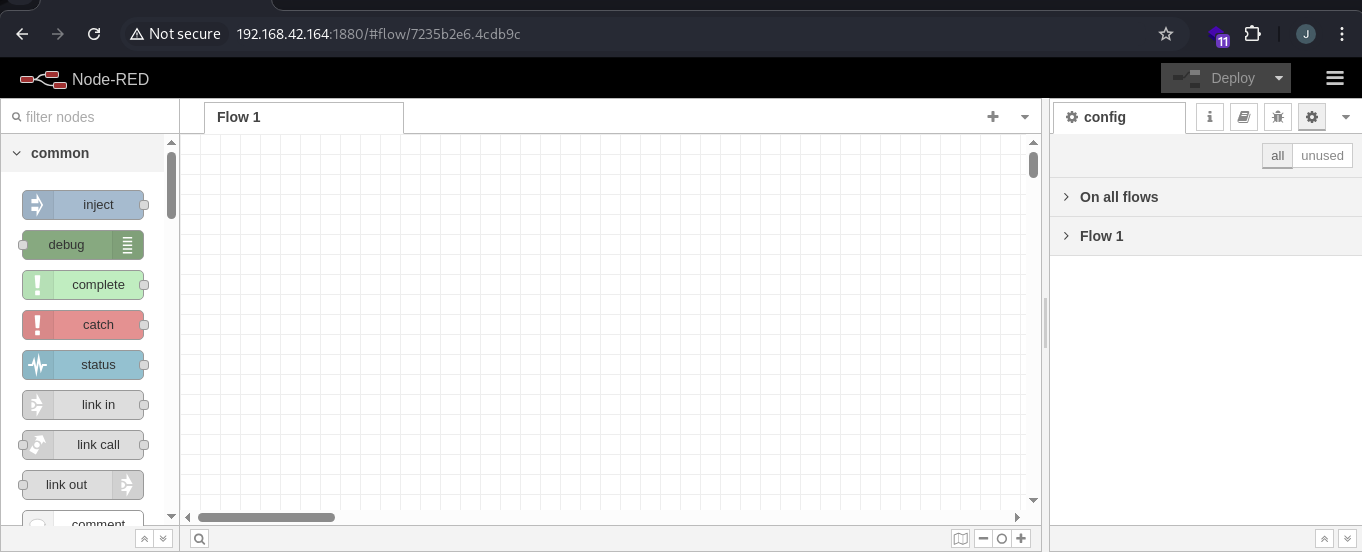 Not secure 192.168.42.164:1880/#flow/7235b2e6.4cdb9c
11
J
Node-RED
Deploy
filter nodes
Flow 1
config
all
unused
common
On all flows
Flow 1
inject
debug
complete
catch
status
link in
link call
link out
comment